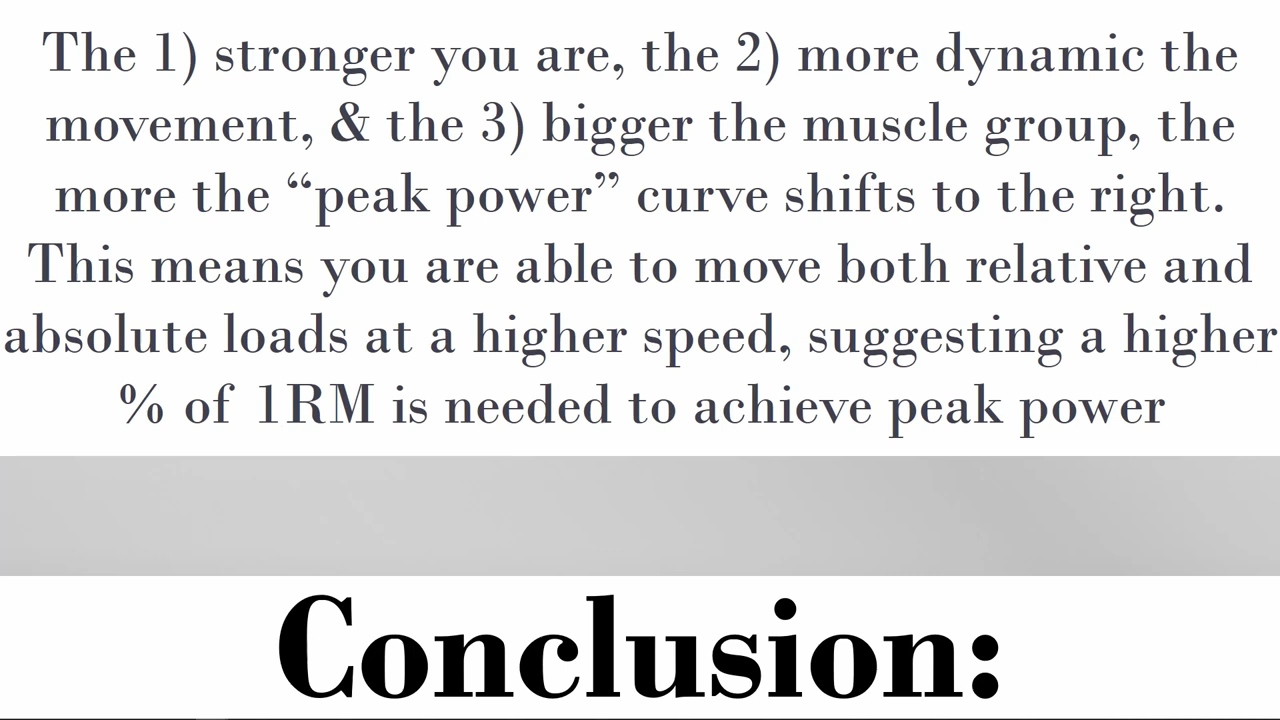 The 1) stronger you are, the 2) more dynamic the
movement, & the 3) bigger the muscle group, the
more the “peak power” curve shifts to the right.
This means you are able to move both relative and
absolute loads at a higher speed, suggesting a higher
% of 1RM is needed to achieve peak power
Conclusion: